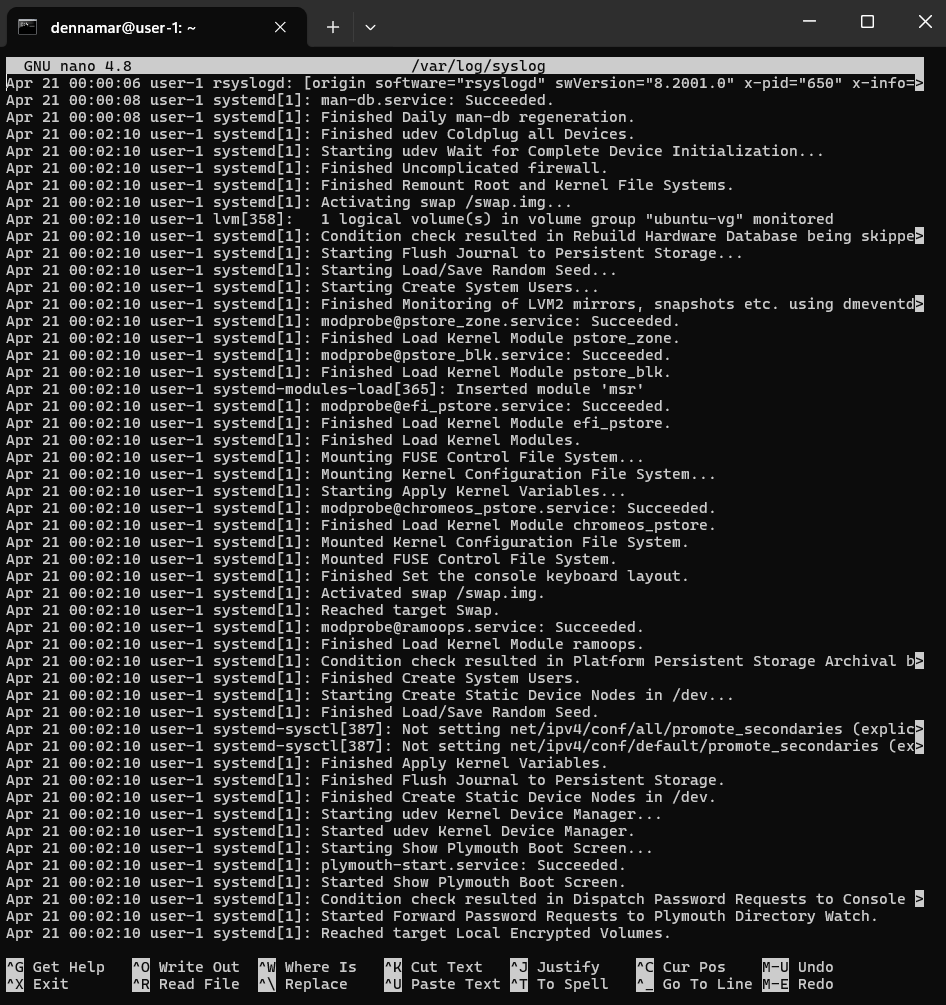 dennamar@user-1: ~
GNU nano 4.8 /var/log/syslog
Apr 21 00:00:06 user-1 rsyslogd: [origin software="rsyslogd" swVersion="8.2001.0" x-pid="650" x-info=>
Apr 21 00:00:08 user-1 systemd[1]: man-db.service: Succeeded.
Apr 21 00:00:08 user-1 systemd[1]: Finished Daily man-db regeneration.
Apr 21 00:02:10 user-1 systemd[1]: Finished udev Coldplug all Devices.
Apr 21 00:02:10 user-1 systemd[1]: Starting udev Wait for Complete Device Initialization...
Apr 21 00:02:10 user-1 systemd[1]: Finished Uncomplicated firewall.
Apr 21 00:02:10 user-1 systemd[1]: Finished Remount Root and Kernel File Systems.
Apr 21 00:02:10 user-1 systemd[1]: Activating swap /swap.img...
Apr 21 00:02:10 user-1 lvm[358]:   1 logical volume(s) in volume group "ubuntu-vg" monitored
Apr 21 00:02:10 user-1 systemd[1]: Condition check resulted in Rebuild Hardware Database being skippe>
Apr 21 00:02:10 user-1 systemd[1]: Starting Flush Journal to Persistent Storage...
Apr 21 00:02:10 user-1 systemd[1]: Starting Load/Save Random Seed...
Apr 21 00:02:10 user-1 systemd[1]: Starting Create System Users...
Apr 21 00:02:10 user-1 systemd[1]: Finished Monitoring of LVM2 mirrors, snapshots etc. using dmeventd>
Apr 21 00:02:10 user-1 systemd[1]: modprobe@pstore_zone.service: Succeeded.
Apr 21 00:02:10 user-1 systemd[1]: Finished Load Kernel Module pstore_zone.
Apr 21 00:02:10 user-1 systemd[1]: modprobe@pstore_blk.service: Succeeded.
Apr 21 00:02:10 user-1 systemd[1]: Finished Load Kernel Module pstore_blk.
Apr 21 00:02:10 user-1 systemd-modules-load[365]: Inserted module 'msr'
Apr 21 00:02:10 user-1 systemd[1]: modprobe@efi_pstore.service: Succeeded.
Apr 21 00:02:10 user-1 systemd[1]: Finished Load Kernel Module efi_pstore.
Apr 21 00:02:10 user-1 systemd[1]: Finished Load Kernel Modules.
Apr 21 00:02:10 user-1 systemd[1]: Mounting FUSE Control File System...
Apr 21 00:02:10 user-1 systemd[1]: Mounting Kernel Configuration File System...
Apr 21 00:02:10 user-1 systemd[1]: Starting Apply Kernel Variables...
Apr 21 00:02:10 user-1 systemd[1]: modprobe@chromeos_pstore.service: Succeeded.
Apr 21 00:02:10 user-1 systemd[1]: Finished Load Kernel Module chromeos_pstore.
Apr 21 00:02:10 user-1 systemd[1]: Mounted Kernel Configuration File System.
Apr 21 00:02:10 user-1 systemd[1]: Mounted FUSE Control File System.
Apr 21 00:02:10 user-1 systemd[1]: Finished Set the console keyboard layout.
Apr 21 00:02:10 user-1 systemd[1]: Activated swap /swap.img.
Apr 21 00:02:10 user-1 systemd[1]: Reached target Swap.
Apr 21 00:02:10 user-1 systemd[1]: modprobe@ramoops.service: Succeeded.
Apr 21 00:02:10 user-1 systemd[1]: Finished Load Kernel Module ramoops.
Apr 21 00:02:10 user-1 systemd[1]: Condition check resulted in Platform Persistent Storage Archival b>
Apr 21 00:02:10 user-1 systemd[1]: Finished Create System Users.
Apr 21 00:02:10 user-1 systemd[1]: Starting Create Static Device Nodes in /dev...
Apr 21 00:02:10 user-1 systemd[1]: Finished Load/Save Random Seed.
Apr 21 00:02:10 user-1 systemd-sysctl[387]: Not setting net/ipv4/conf/all/promote_secondaries (explic>
Apr 21 00:02:10 user-1 systemd-sysctl[387]: Not setting net/ipv4/conf/default/promote_secondaries (ex>
Apr 21 00:02:10 user-1 systemd[1]: Finished Apply Kernel Variables.
Apr 21 00:02:10 user-1 systemd[1]: Finished Flush Journal to Persistent Storage.
Apr 21 00:02:10 user-1 systemd[1]: Finished Create Static Device Nodes in /dev.
Apr 21 00:02:10 user-1 systemd[1]: Starting udev Kernel Device Manager...
Apr 21 00:02:10 user-1 systemd[1]: Started udev Kernel Device Manager.
Apr 21 00:02:10 user-1 systemd[1]: Starting Show Plymouth Boot Screen...
Apr 21 00:02:10 user-1 systemd[1]: plymouth-start.service: Succeeded.
Apr 21 00:02:10 user-1 systemd[1]: Started Show Plymouth Boot Screen.
Apr 21 00:02:10 user-1 systemd[1]: Condition check resulted in Dispatch Password Requests to Console >
Apr 21 00:02:10 user-1 systemd[1]: Started Forward Password Requests to Plymouth Directory Watch.
Apr 21 00:02:10 user-1 systemd[1]: Reached target Local Encrypted Volumes.
^G Get Help ^O Write Out ^W Where Is ^K Cut Text ^J Justify ^C Cur Pos M-U Undo
^X Exit ^R Read File ^\ Replace ^U Paste Text ^T To Spell ^_ Go To Line M-E Redo